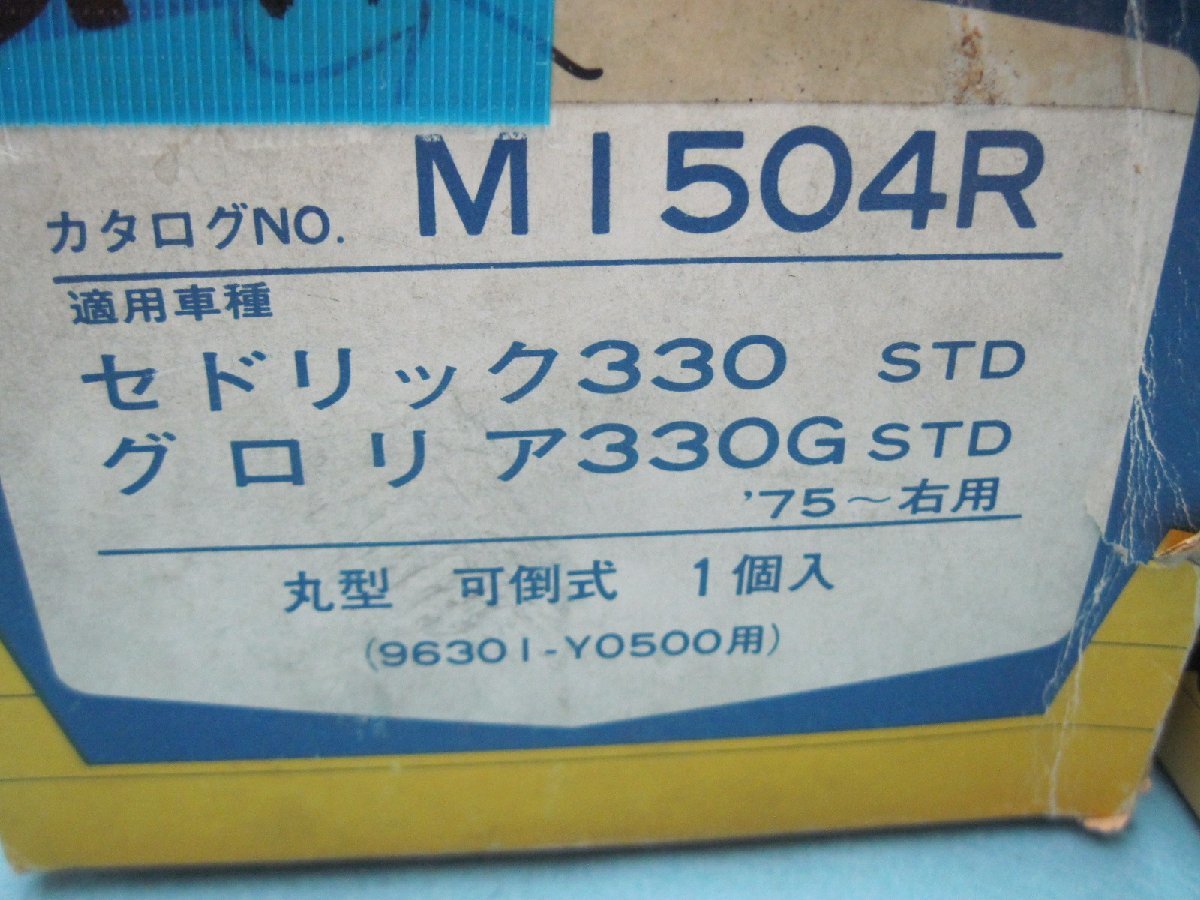 カタログNO. M1504R
適用車種
セドリック330 STD
グロリア330G STD
'75〜右用
丸型 可倒式 1個入
(96301-Y0500用)